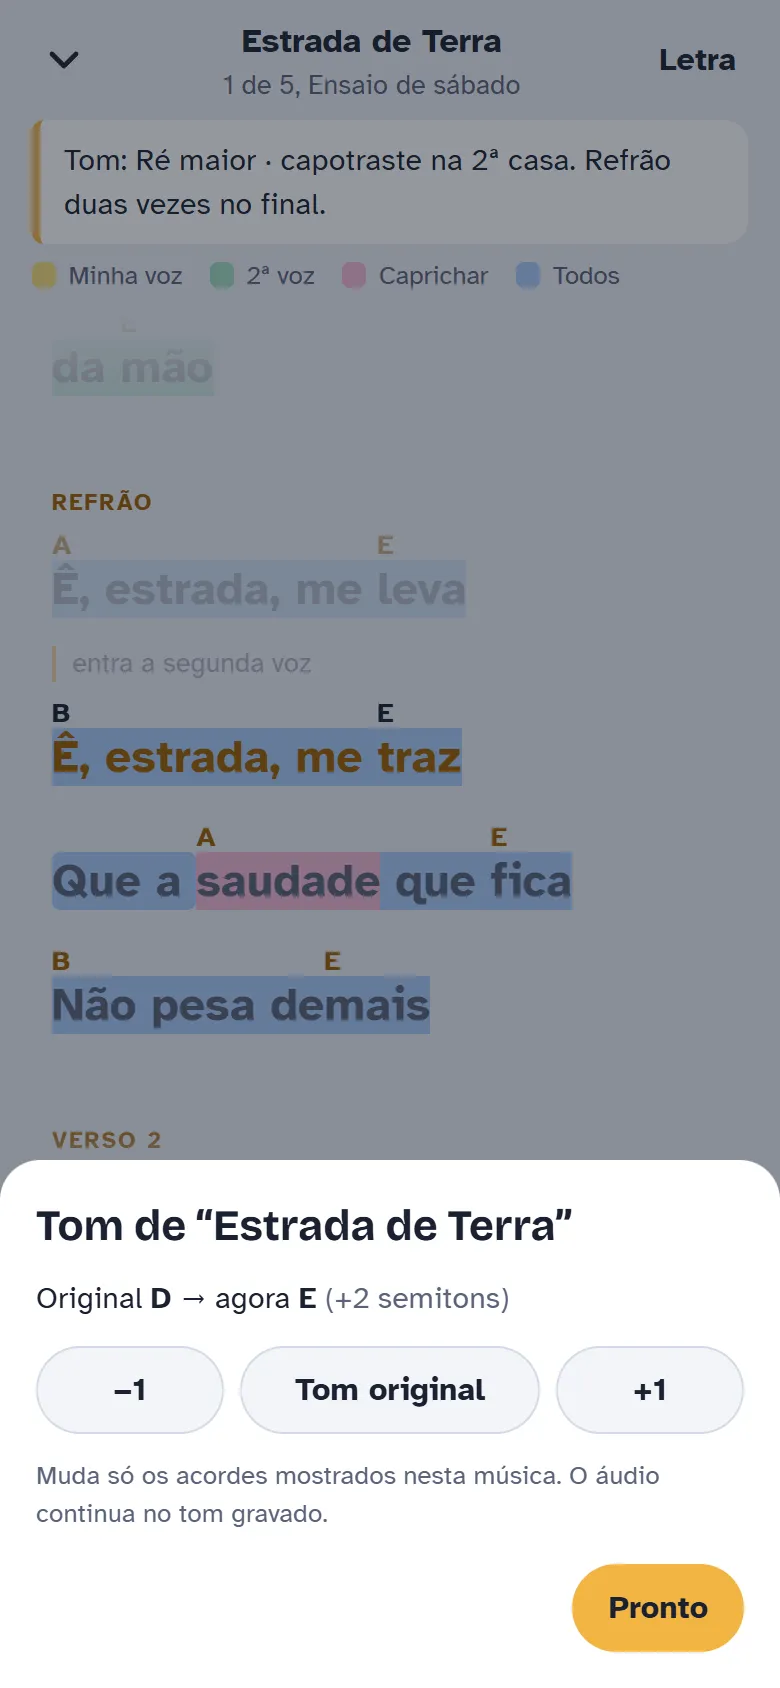 Estrada de Terra
1 de 5, Ensaio de sábado
Letra
Tom: Ré maior · capotraste na 2ª casa. Refrão
duas vezes no final.
Minha voz 2ª voz Caprichar Todos
da mão
REFRÃO
A E
Ê, estrada, me leva
entra a segunda voz
B E
Ê, estrada, me traz
A E
Que a saudade que fica
B E
Não pesa demais
VERSO 2
Tom de “Estrada de Terra”
Original D → agora E (+2 semitons)
−1 Tom original +1
Muda só os acordes mostrados nesta música. O áudio
continua no tom gravado.
Pronto